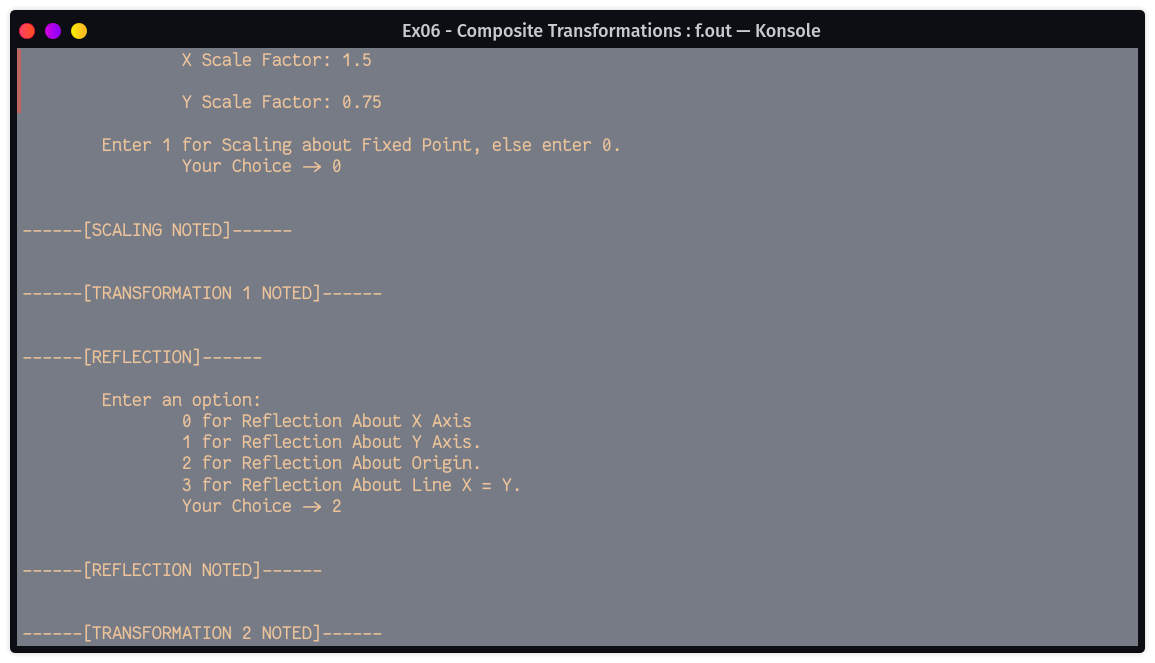 Ex06 - Composite Transformations : f.out — Konsole
X Scale Factor: 1.5
Y Scale Factor: 0.75
Enter 1 for Scaling about Fixed Point, else enter 0.
Your Choice -> 0
------[SCALING NOTED]------
------[TRANSFORMATION 1 NOTED]------
------[REFLECTION]------
Enter an option:
0 for Reflection About X Axis
1 for Reflection About Y Axis.
2 for Reflection About Origin.
3 for Reflection About Line X = Y.
Your Choice -> 2
------[REFLECTION NOTED]------
------[TRANSFORMATION 2 NOTED]------